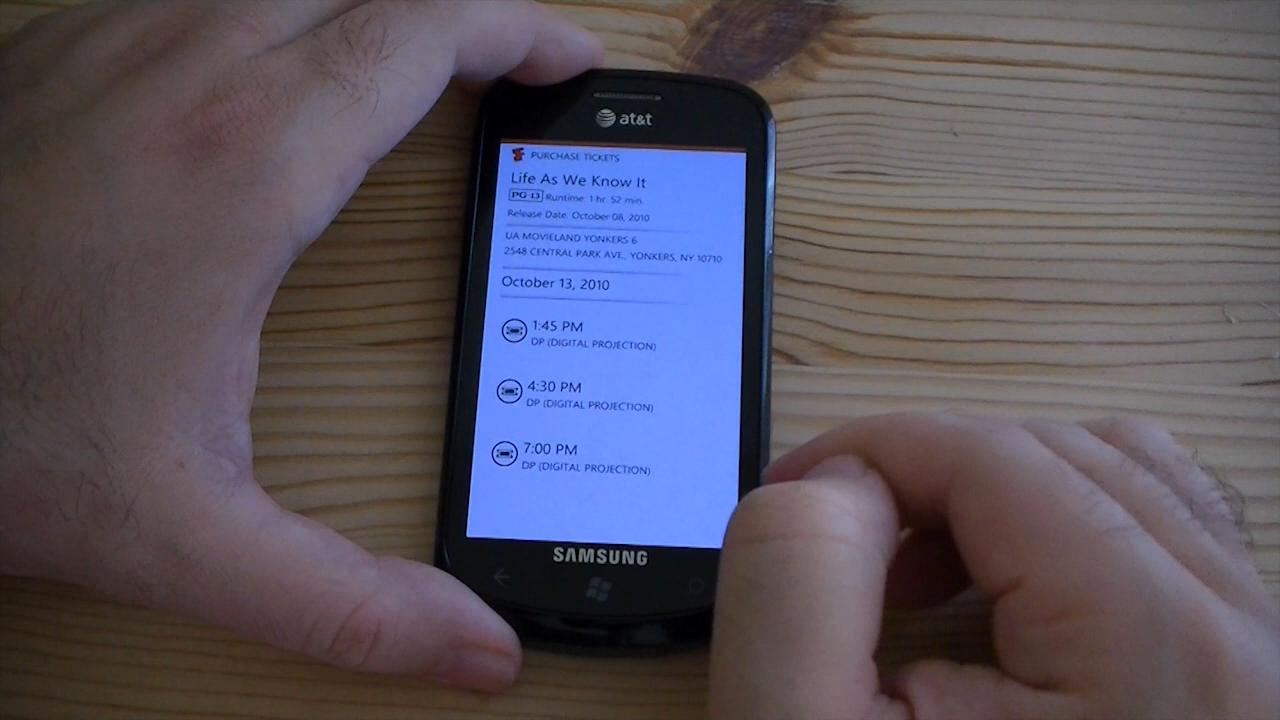 at&t
PURCHASE TICKETS
Life As We Know It
PG-13 Runtime: 1 hr. 52 min.
Release Date: October 08, 2010
UA MOVIELAND YONKERS 6
2548 CENTRAL PARK AVE., YONKERS, NY 10710
October 13, 2010
1:45 PM
DP (DIGITAL PROJECTION)
4:30 PM
DP (DIGITAL PROJECTION)
7:00 PM
DP (DIGITAL PROJECTION)
SAMSUNG